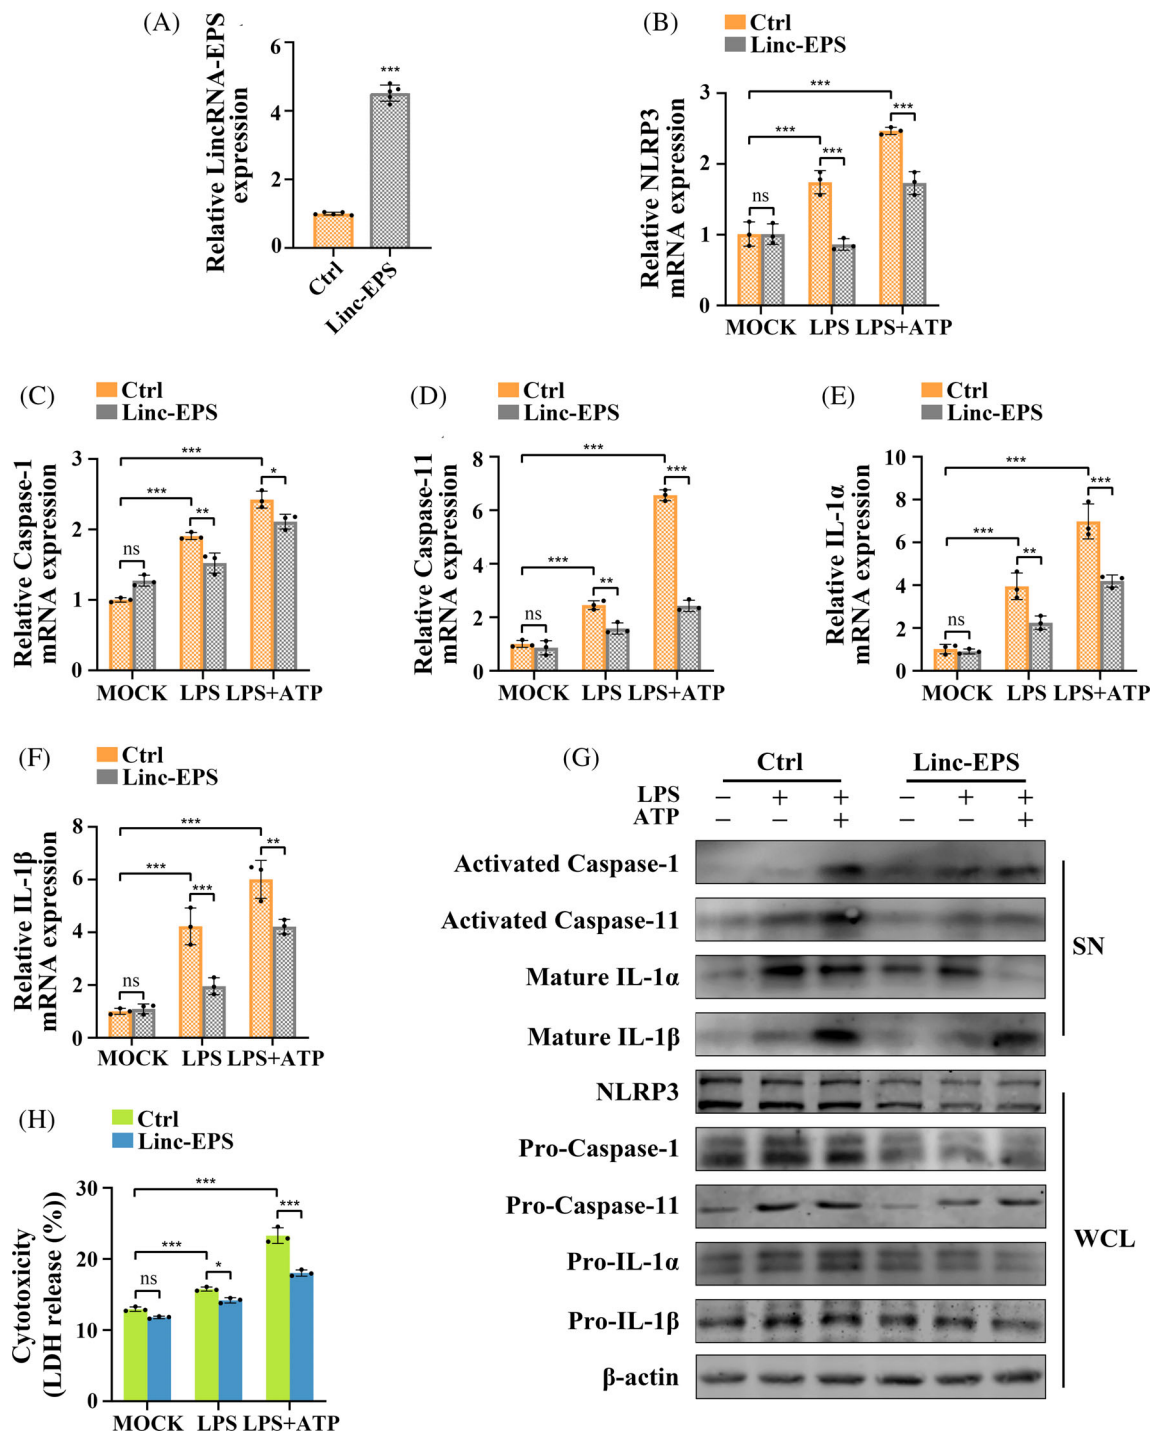 (A)
Relative LincRNA-EPS
expression
6
4
2
0
***
Ctrl
Linc-EPS
(B)
Ctrl
Linc-EPS
Relative NLRP3
mRNA expression
3
2
1
0
***
***
***
***
ns
MOCK LPS LPS+ATP
(C)
Ctrl
Linc-EPS
Relative Caspase-1
mRNA expression
3
2
1
0
***
*
***
**
ns
MOCK LPS LPS+ATP
(D)
Ctrl
Linc-EPS
Relative Caspase-11
mRNA expression
8
6
4
2
0
***
***
***
**
ns
MOCK LPS LPS+ATP
(E)
Ctrl
Linc-EPS
Relative IL-1α
mRNA expression
10
8
6
4
2
0
***
***
***
**
ns
MOCK LPS LPS+ATP
(F)
Ctrl
Linc-EPS
Relative IL-1β
mRNA expression
8
6
4
2
0
***
**
***
***
ns
MOCK LPS LPS+ATP
(G)
Ctrl Linc-EPS
LPS − + + − + +
ATP + +
Activated Caspase-1
Activated Caspase-11
Mature IL-1α
Mature IL-1β
SN
NLRP3
Pro-Caspase-1
Pro-Caspase-11
Pro-IL-1α
Pro-IL-1β
β-actin
WCL
(H)
Ctrl
Linc-EPS
Cytotoxicity
(LDH release (%))
30
20
10
0
***
***
***
*
ns
MOCK LPS LPS+ATP